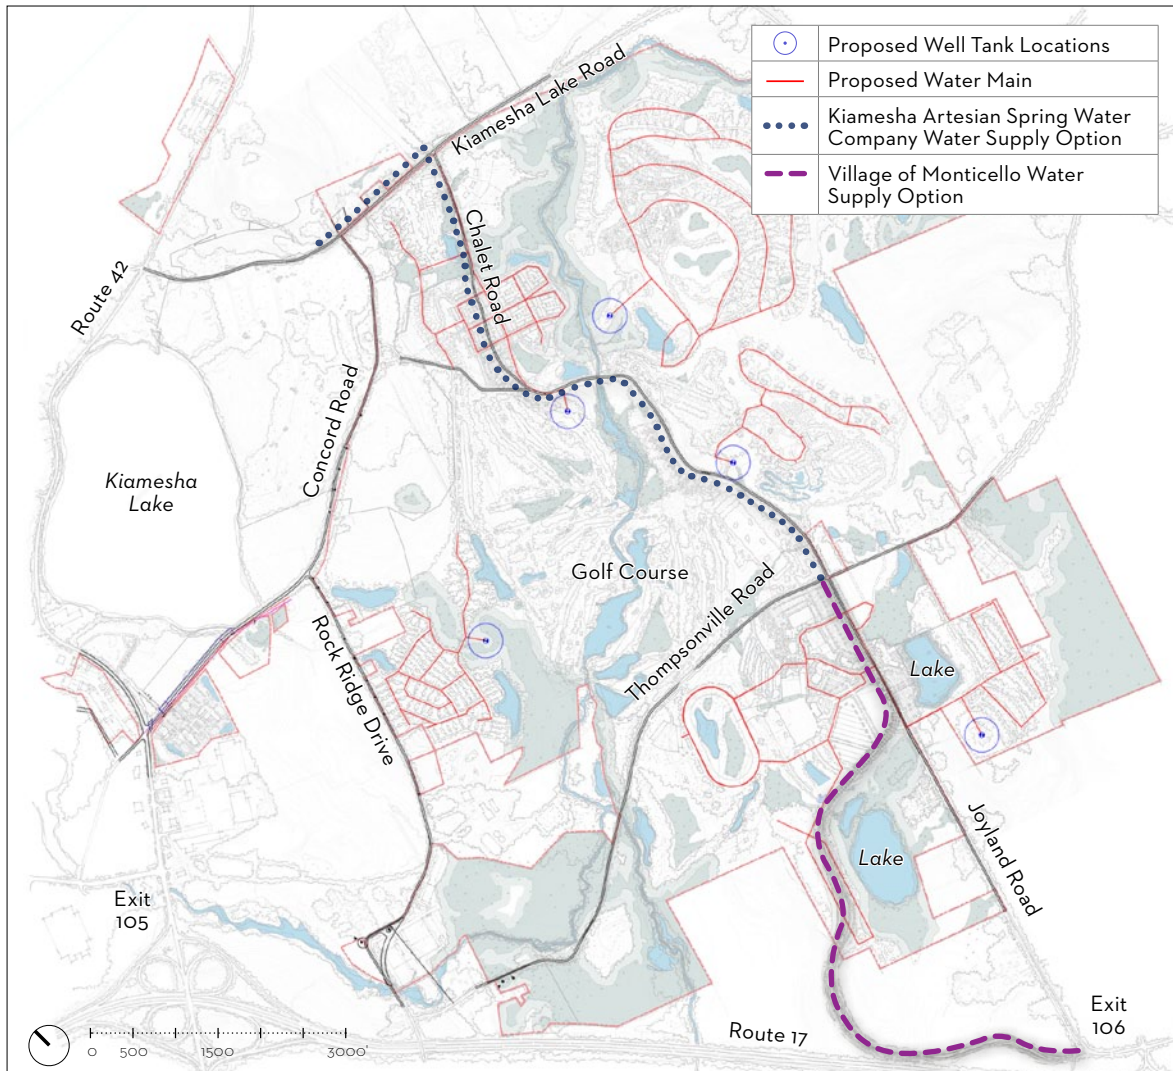 Proposed Well Tank Locations
Proposed Water Main
Kiamesha Artesian Spring Water
Company Water Supply Option
Village of Monticello Water
Supply Option
Kiamesha Lake Road
Chalet Road
Route 42
Concord Road
Kiamesha
Lake
Golf Course
Thompsonville Road
Rock Ridge Drive
Lake
Lake
Joyland Road
Exit
105
Exit
106
Route 17
0 500 1500 3000'